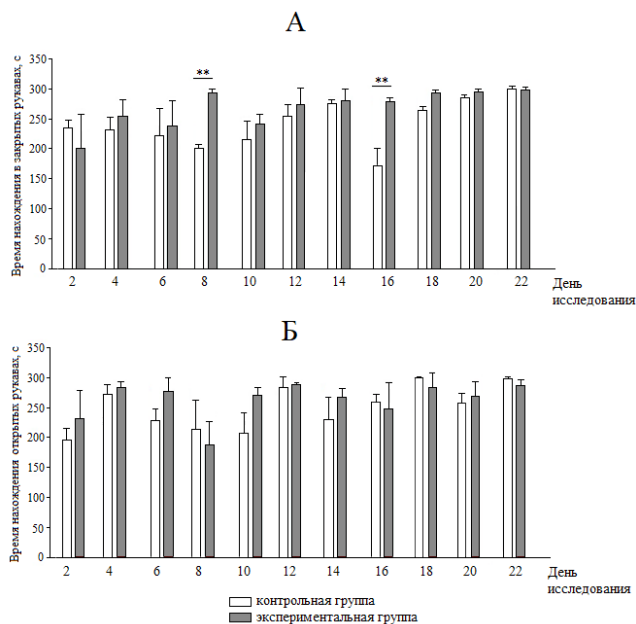 А
Время нахождения в закрытых рукавах, с
350
300
250
200
150
100
50
0
**
**
2 4 6 8 10 12 14 16 18 20 22
День
исследования
Б
Время нахождения открытых рукавах, с
350
300
250
200
150
100
50
0
2 4 6 8 10 12 14 16 18 20 22
День
исследования
контрольная группа
экспериментальная группа